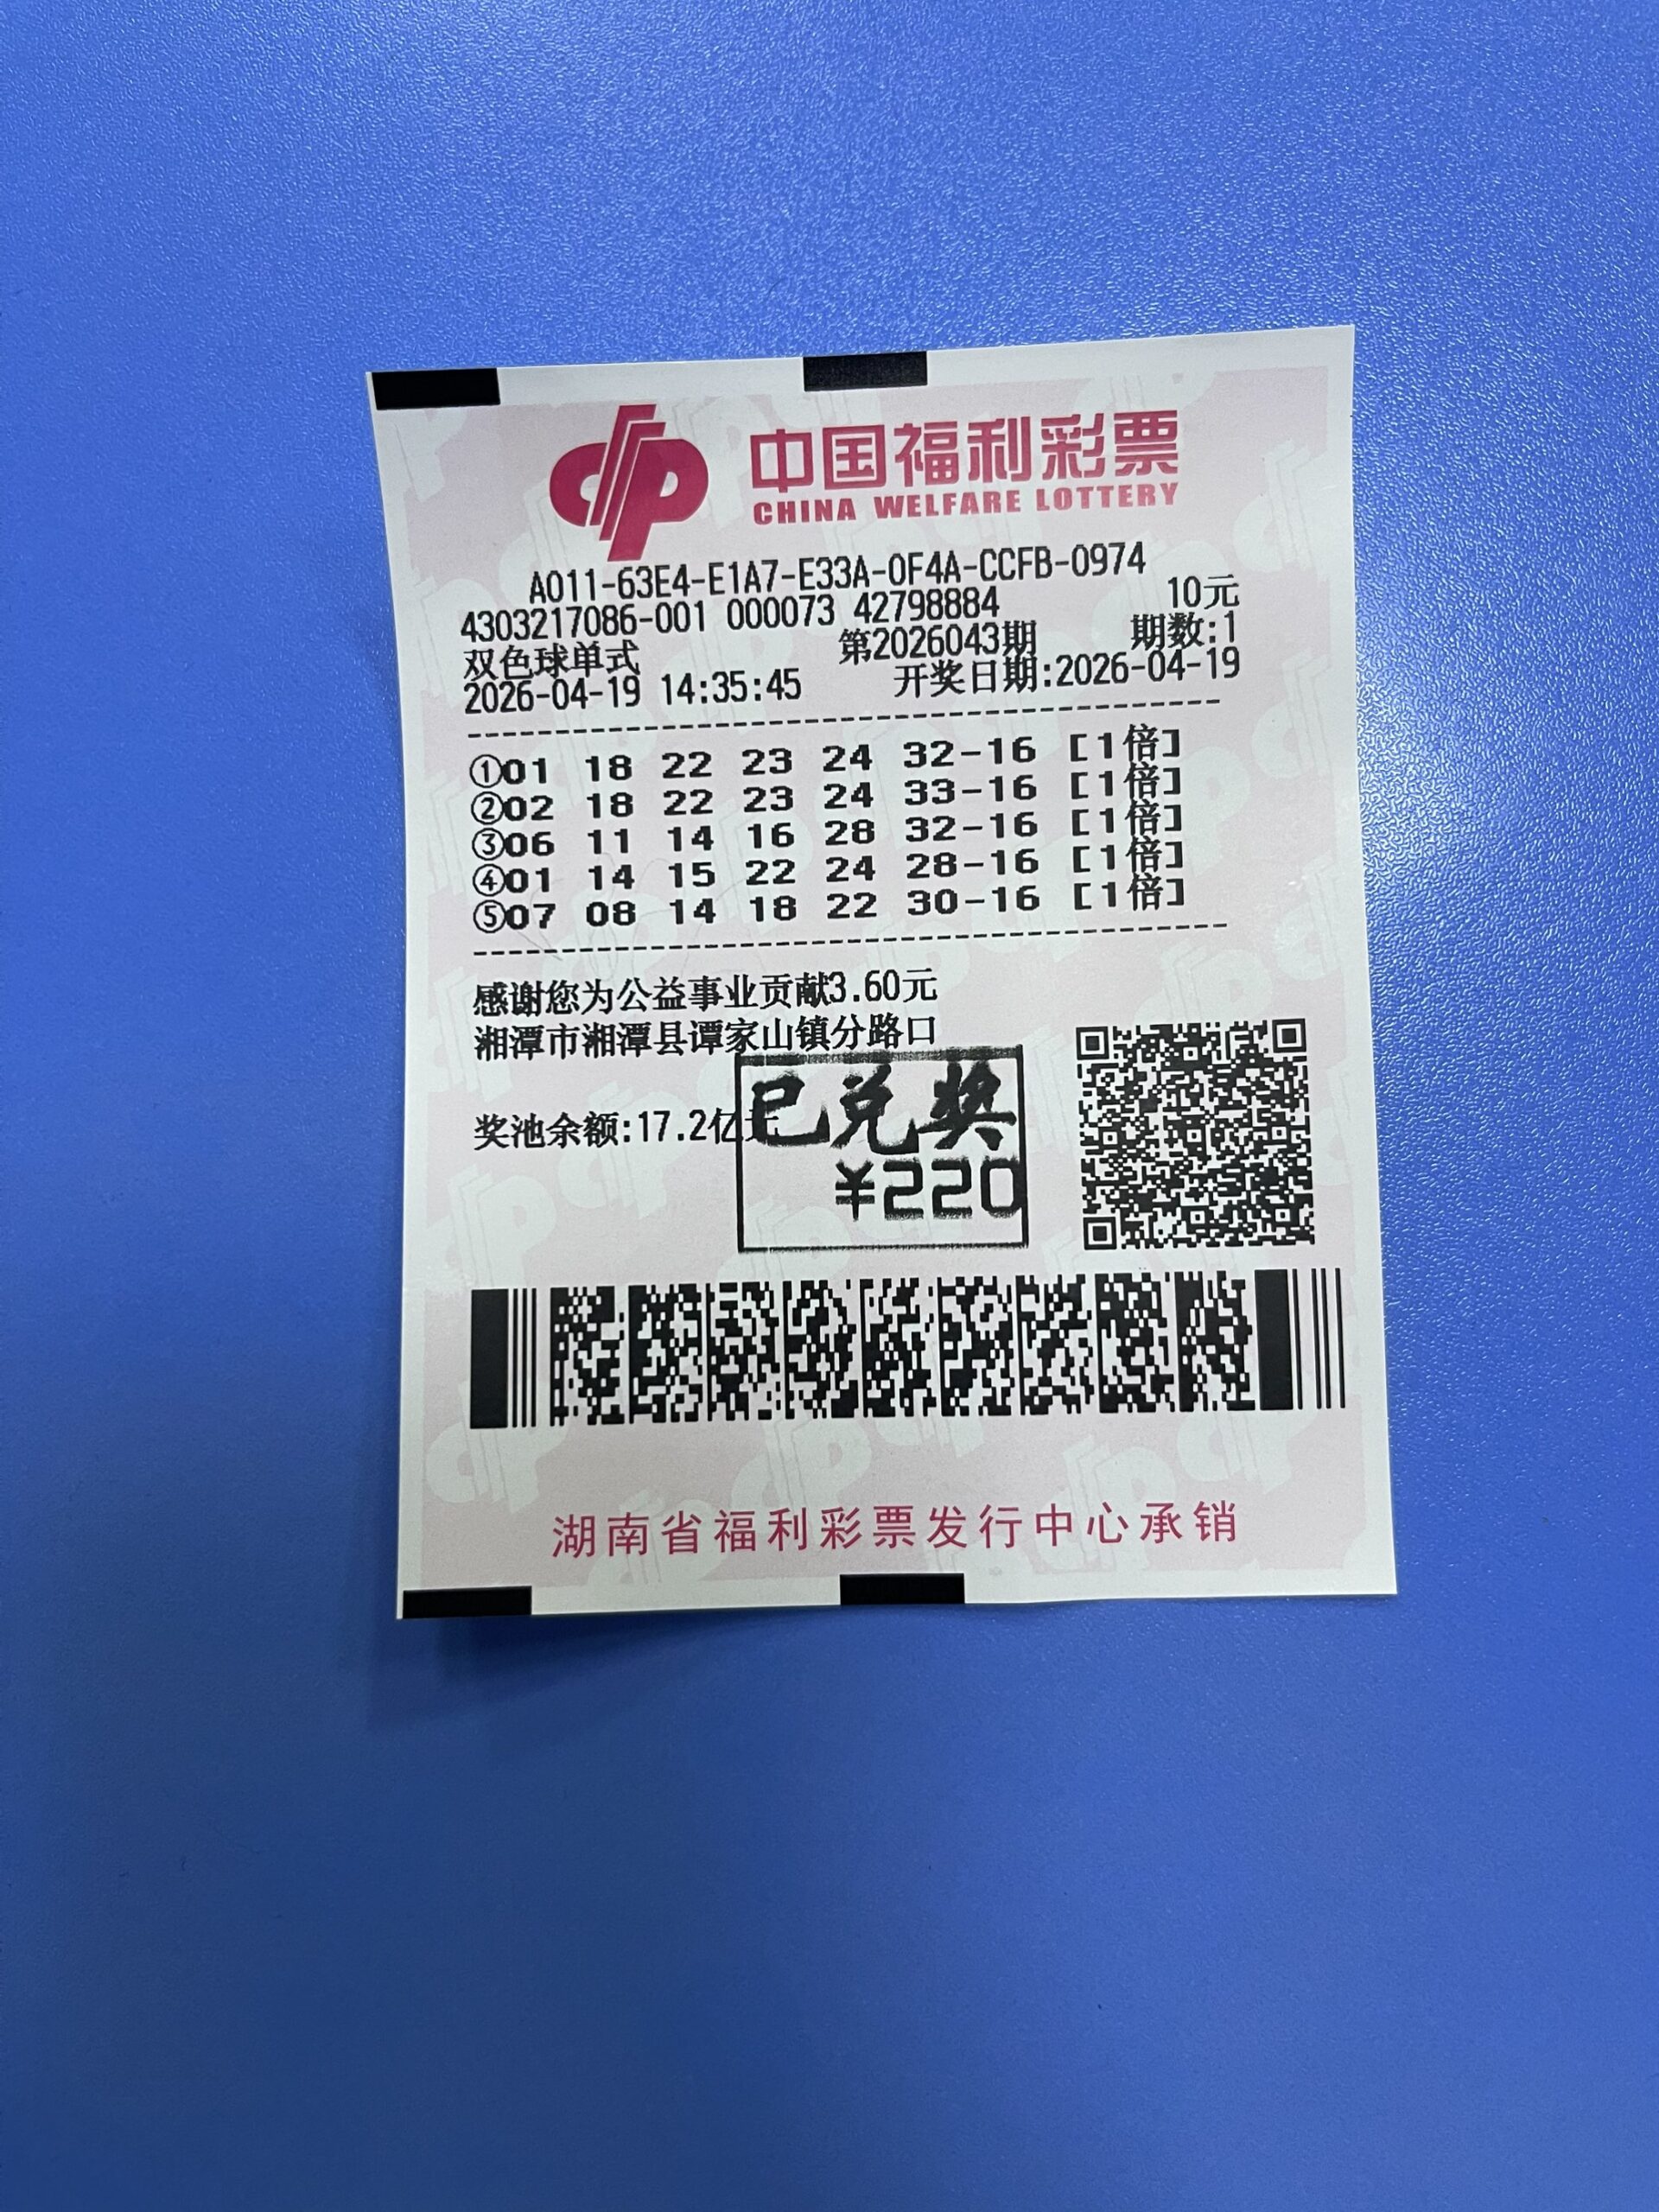 中国福利彩票
CHINA WELFARE LOTTERY
A011-63E4-E1A7-E33A-0F4A-CCFB-0974
4303217086-001 000073 42798884 10元
双色球单式 第2026043期 期数:1
2026-04-19 14:35:45 开奖日期:2026-04-19
①01 18 22 23 24 32-16 [1倍]
②02 18 22 23 24 33-16 [1倍]
③06 11 14 16 28 32-16 [1倍]
④01 14 15 22 24 28-16 [1倍]
⑤07 08 14 18 22 30-16 [1倍]
感谢您为公益事业贡献3.60元
湘潭市湘潭县谭家山镇分路口
奖池余额:17.2亿元
已兑奖
¥220
湖南省福利彩票发行中心承销